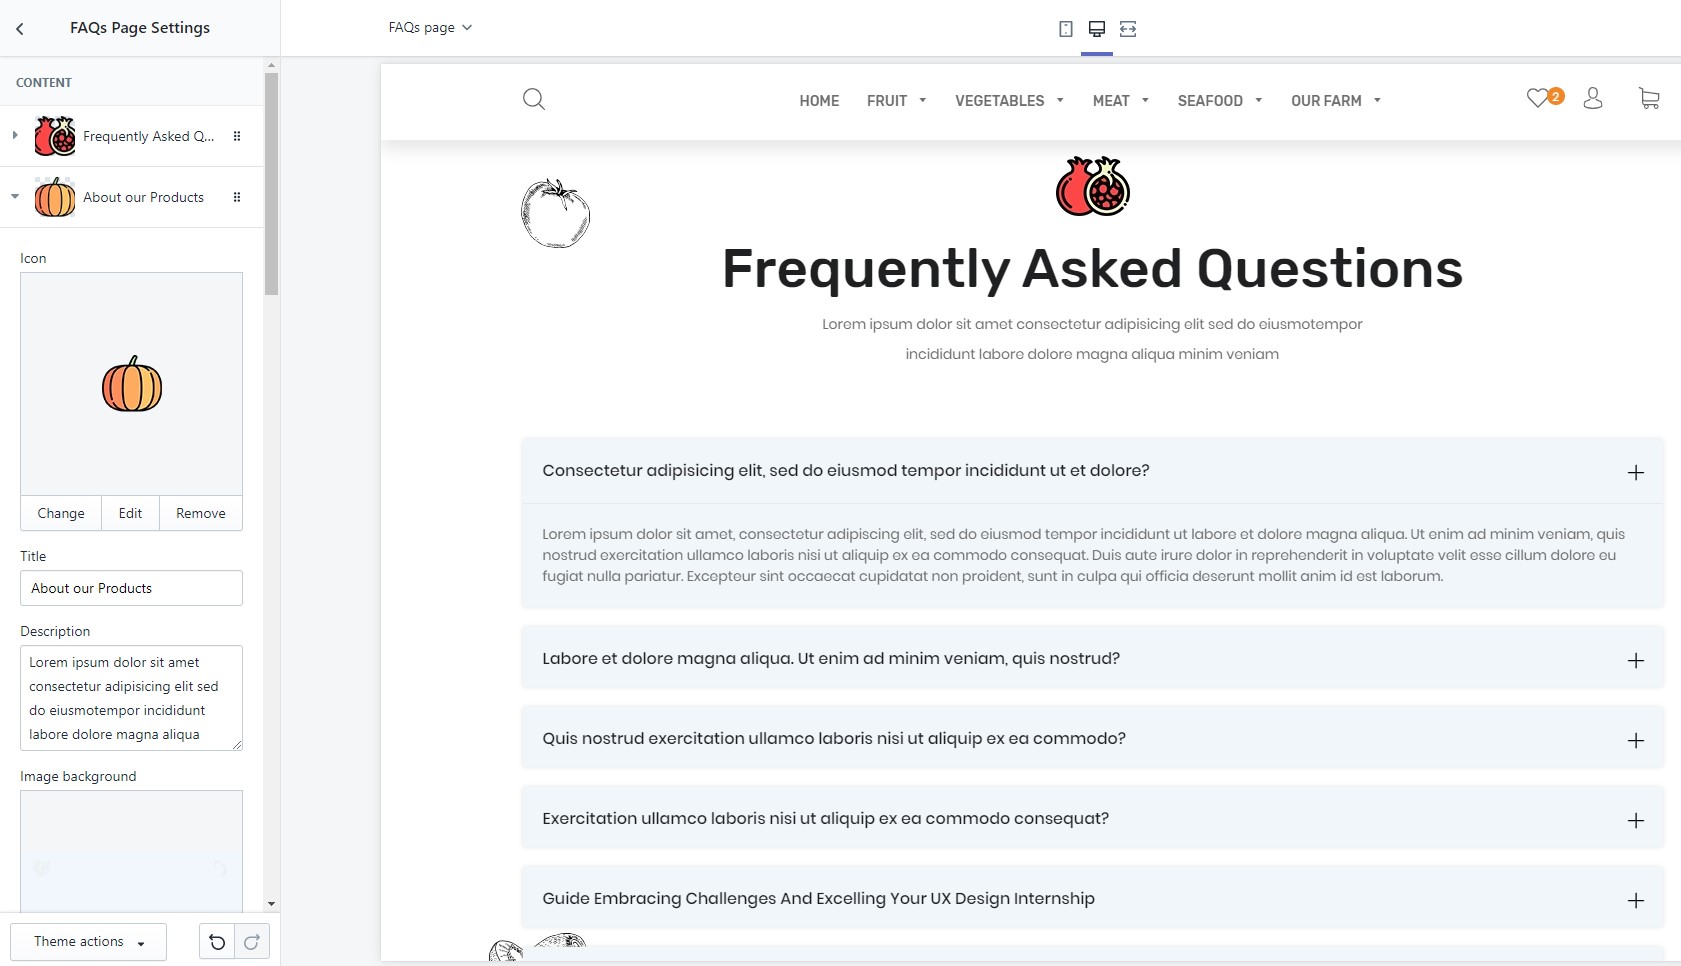 FAQs Page Settings
FAQs page
CONTENT
Frequently Asked Q...
About our Products
Icon
Change Edit Remove
Title
About our Products
Description
Lorem ipsum dolor sit amet
consectetur adipisicing elit sed
do eiusmotempor incididunt
labore dolore magna aliqua
Image background
Theme actions
HOME FRUIT VEGETABLES MEAT SEAFOOD OUR FARM
2
Frequently Asked Questions
Lorem ipsum dolor sit amet consectetur adipisicing elit sed do eiusmotempor
incididunt labore dolore magna aliqua minim veniam
Consectetur adipisicing elit, sed do eiusmod tempor incididunt ut et dolore?
Lorem ipsum dolor sit amet, consectetur adipiscing elit, sed do eiusmod tempor incididunt ut labore et dolore magna aliqua. Ut enim ad minim veniam, quis
nostrud exercitation ullamco laboris nisi ut aliquip ex ea commodo consequat. Duis aute irure dolor in reprehenderit in voluptate velit esse cillum dolore eu
fugiat nulla pariatur. Excepteur sint occaecat cupidatat non proident, sunt in culpa qui officia deserunt mollit anim id est laborum.
Labore et dolore magna aliqua. Ut enim ad minim veniam, quis nostrud?
Quis nostrud exercitation ullamco laboris nisi ut aliquip ex ea commodo?
Exercitation ullamco laboris nisi ut aliquip ex ea commodo consequat?
Guide Embracing Challenges And Excelling Your UX Design Internship